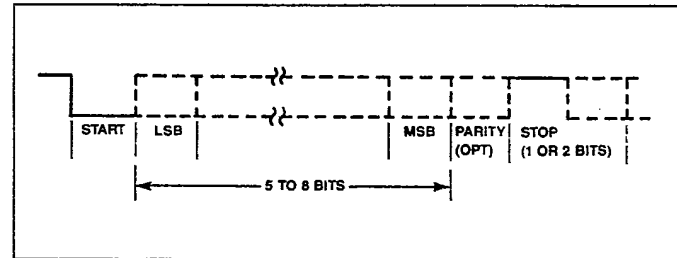 START LSB MSB PARITY STOP
(OPT) (1 OR 2 BITS)
5 TO 8 BITS